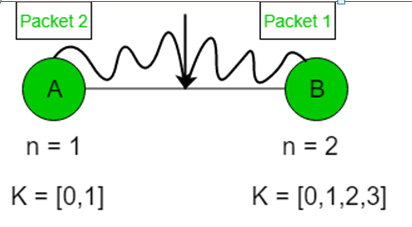 Packet 2
Packet 1
A
B
n = 1
n = 2
K = [0,1]
K = [0,1,2,3]